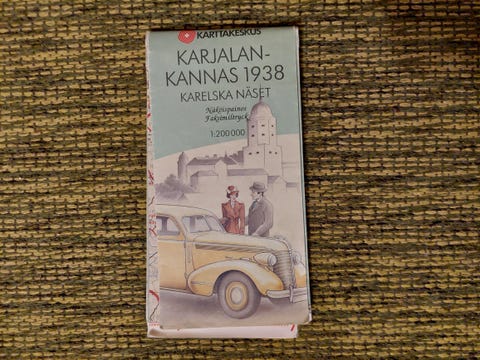 KARTTAKESKUS
KARJALAN-
KANNAS 1938
KARELSKA NÄSET
Näköispainos
Faksimiltryck
1:200 000